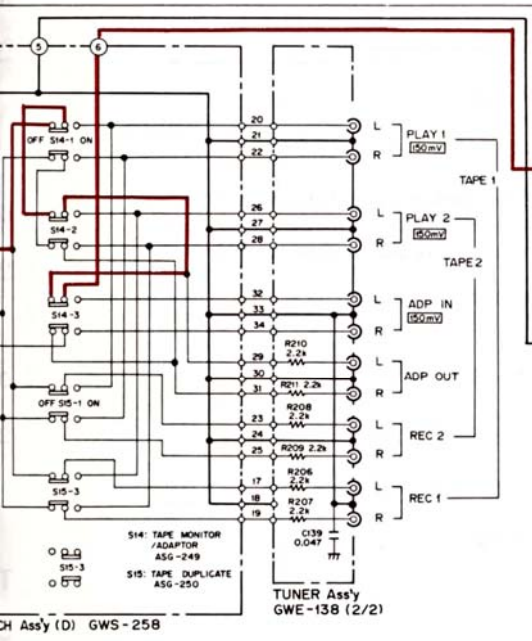 5
6
OFF S14-1 ON
S14-2
S14-3
OFF S15-1 ON
S15-3
S15-3
20
21
22
26
27
28
32
33
34
29
30
31
23
24
25
17
18
19
R210
2.2k
R211 2.2k
R208
2.2k
R209 2.2k
R206
2.2k
R207
2.2k
C139
0.047
L
R
PLAY 1
150mV
TAPE 1
L
R
PLAY 2
150mV
TAPE 2
L
R
ADP IN
150mV
L
R
ADP OUT
L
R
REC 2
L
R
REC 1
S14: TAPE MONITOR
/ADAPTOR
ASG-249
S15: TAPE DUPLICATE
ASG-250
TUNER Ass'y
GWE-138 (2/2)
CH Ass'y (D) GWS-258